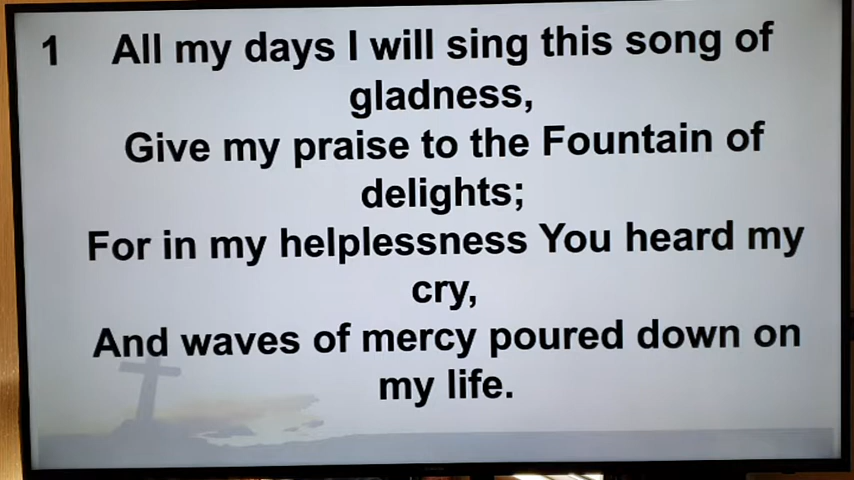 1 All my days I will sing this song of
gladness,
Give my praise to the Fountain of
delights;
For in my helplessness You heard my
cry,
And waves of mercy poured down on
my life.